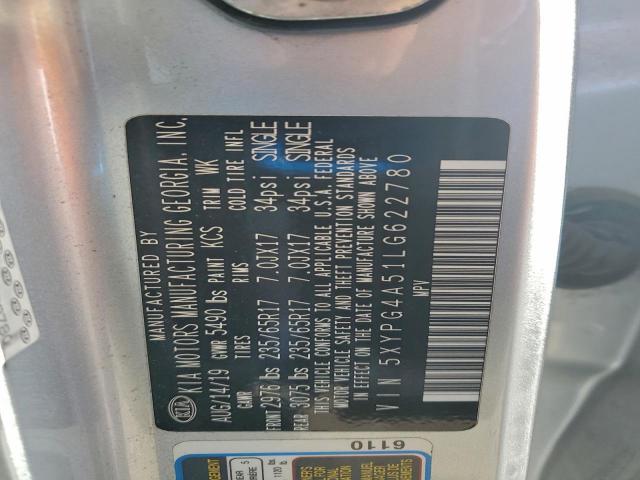 MANUFACTURED BY
KIA KIA MOTORS MANUFACTURING GEORGIA. INC.
AUG/14/19 GVWR 5490 lbs PAINT KCS TRIM WK
GAWR TIRES RIMS COLD TIRE INFL
FRONT 2976 lbs 235/65R17 7.0JX17 34psi SINGLE
REAR 3075 lbs 235/65R17 7.0JX17 34psi SINGLE
THIS VEHICLE CONFORMS TO ALL APPLICABLE U.S.A. FEDERAL
MOTOR VEHICLE SAFETY AND THEFT PREVENTION STANDARDS
IN EFFECT ON THE DATE OF MANUFACTURE SHOWN ABOVE
VIN 5XYPG4A51LG622780
MPV
6110